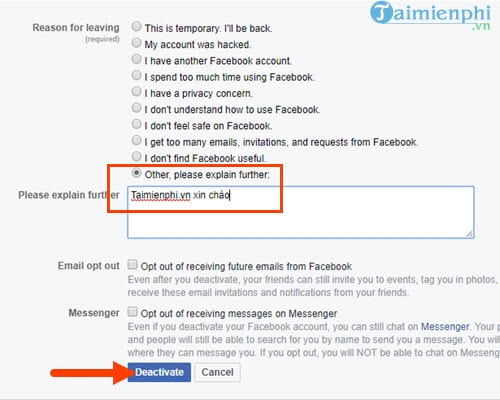 Taimienphi
.vn
Reason for leaving
(required)
This is temporary. I'll be back.
My account was hacked.
I have another Facebook account.
I spend too much time using Facebook.
I have a privacy concern.
I don't understand how to use Facebook.
I don't feel safe on Facebook.
I get too many emails, invitations, and requests from Facebook.
I don't find Facebook useful.
Other, please explain further:
Please explain further
Taimienphi.vn xin chào
Email opt out
Opt out of receiving future emails from Facebook
Even after you deactivate, your friends can still invite you to events, tag you in photos,
receive these email invitations and notifications from your friends.
Messenger
Opt out of receiving messages on Messenger
Even if you deactivate your Facebook account, you can still chat on Messenger. Your
and people will still be able to search for you by name to send you a message. You will
where they can message you. If you opt out, you will NOT be able to chat on Messen
Deactivate
Cancel